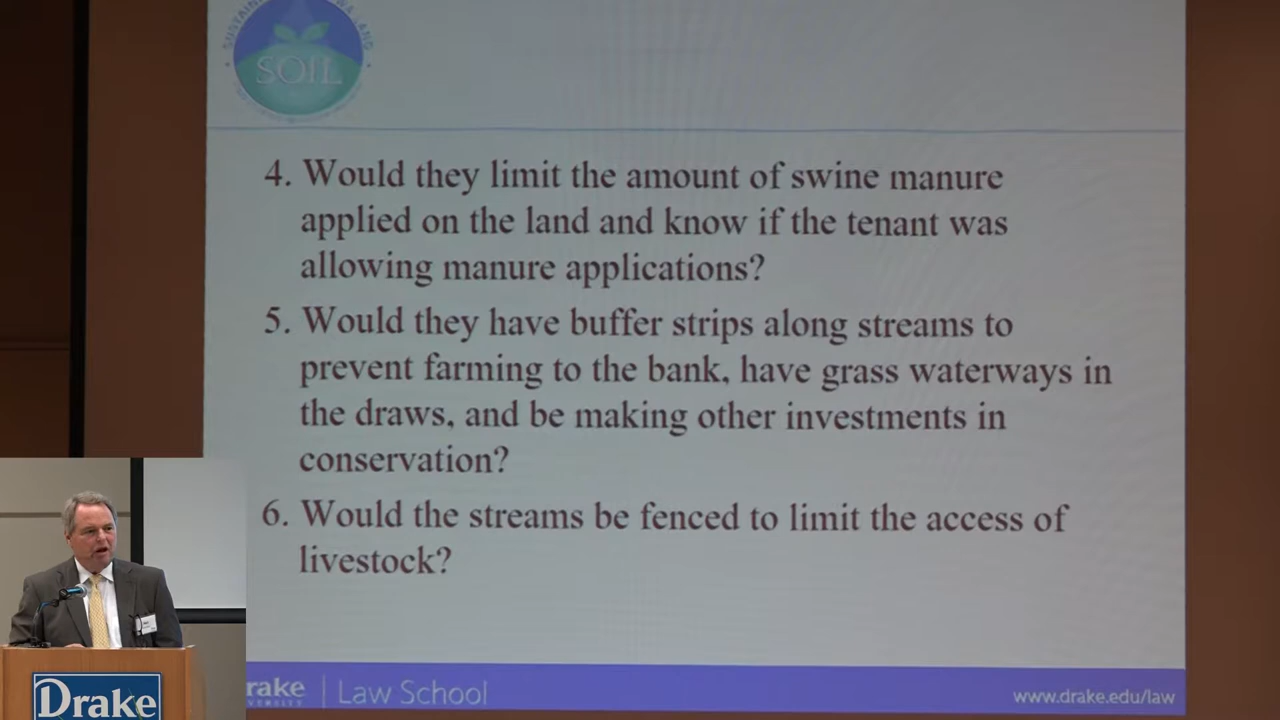 SOIL
4. Would they limit the amount of swine manure
applied on the land and know if the tenant was
allowing manure applications?
5. Would they have buffer strips along streams to
prevent farming to the bank, have grass waterways in
the draws, and be making other investments in
conservation?
6. Would the streams be fenced to limit the access of
livestock?
rake
Law School
www.drake.edu/law
Drake